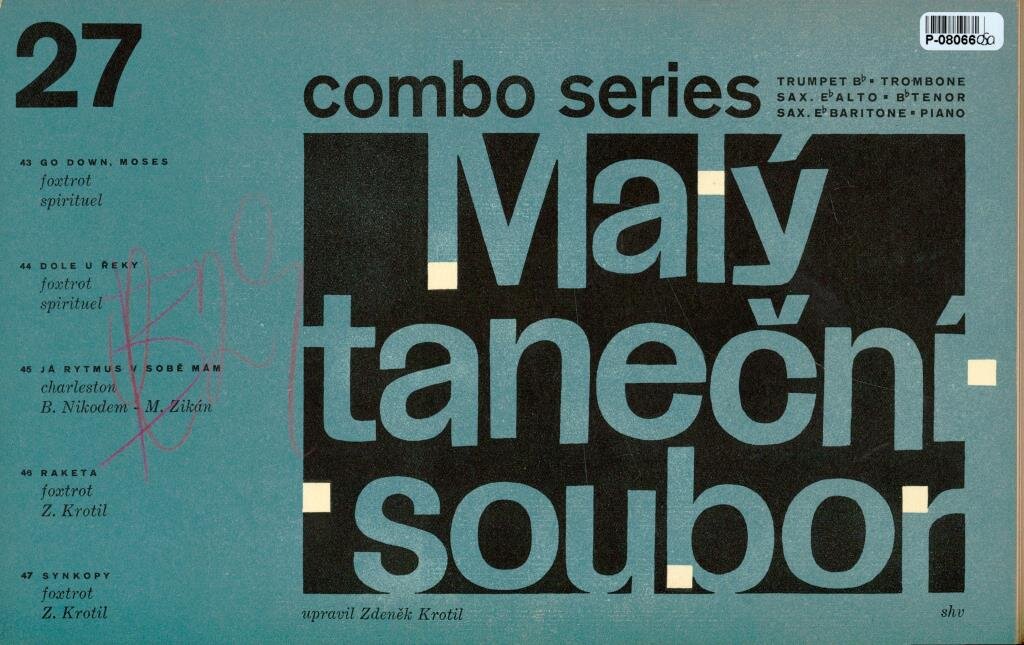 27
P-08066
combo series
TRUMPET B♭ ▪ TROMBONE
SAX. E♭ALTO ▪ B♭TENOR
SAX. E♭BARITONE ▪ PIANO
43 GO DOWN, MOSES
foxtrot
spirituel
44 DOLE U ŘEKY
foxtrot
spirituel
45 JÁ RYTMUS V SOBĚ MÁM
charleston
B. Nikodem - M. Zikán
46 RAKETA
foxtrot
Z. Krotil
47 SYNKOPY
foxtrot
Z. Krotil
Malý
taneční
soubor
upravil Zdeněk Krotil
shv